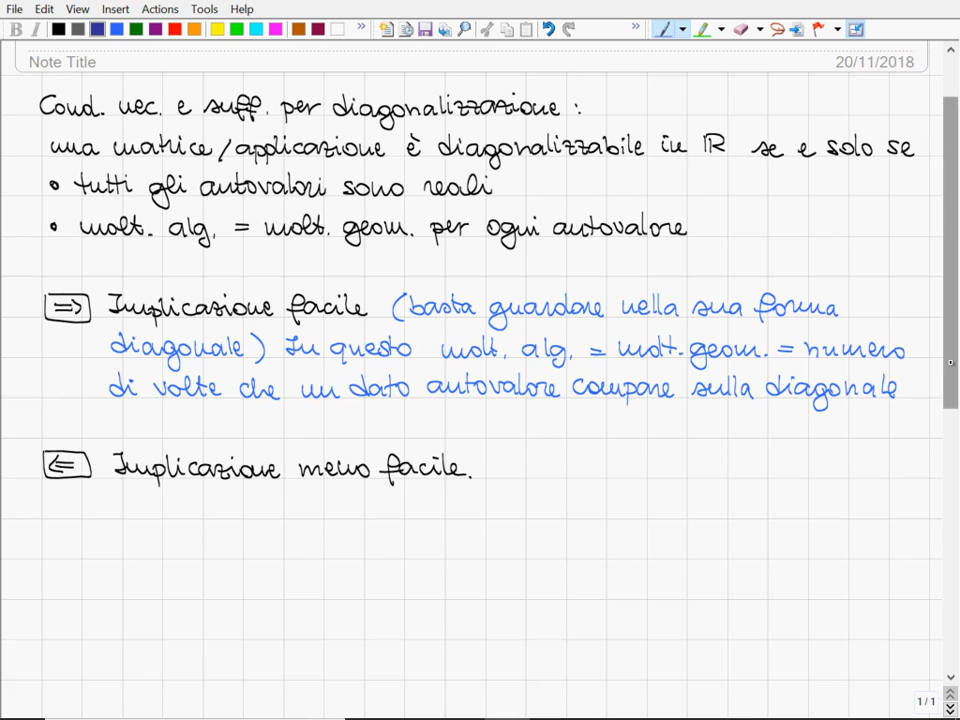 File Edit View Insert Actions Tools Help
B I
Note Title 20/11/2018
Cond. nec. e suff. per diagonalizzazione :
una matrice/applicazione è diagonalizzabile in ℝ se e solo se
• tutti gli autovalori sono reali
• molt. alg. = molt. geom. per ogni autovalore
⇒ Implicazione facile (basta guardare nella sua forma
diagonale) In questo molt. alg. = molt. geom. = numero
di volte che un dato autovalore compare sulla diagonale
⇐ Implicazione meno facile.
1/1